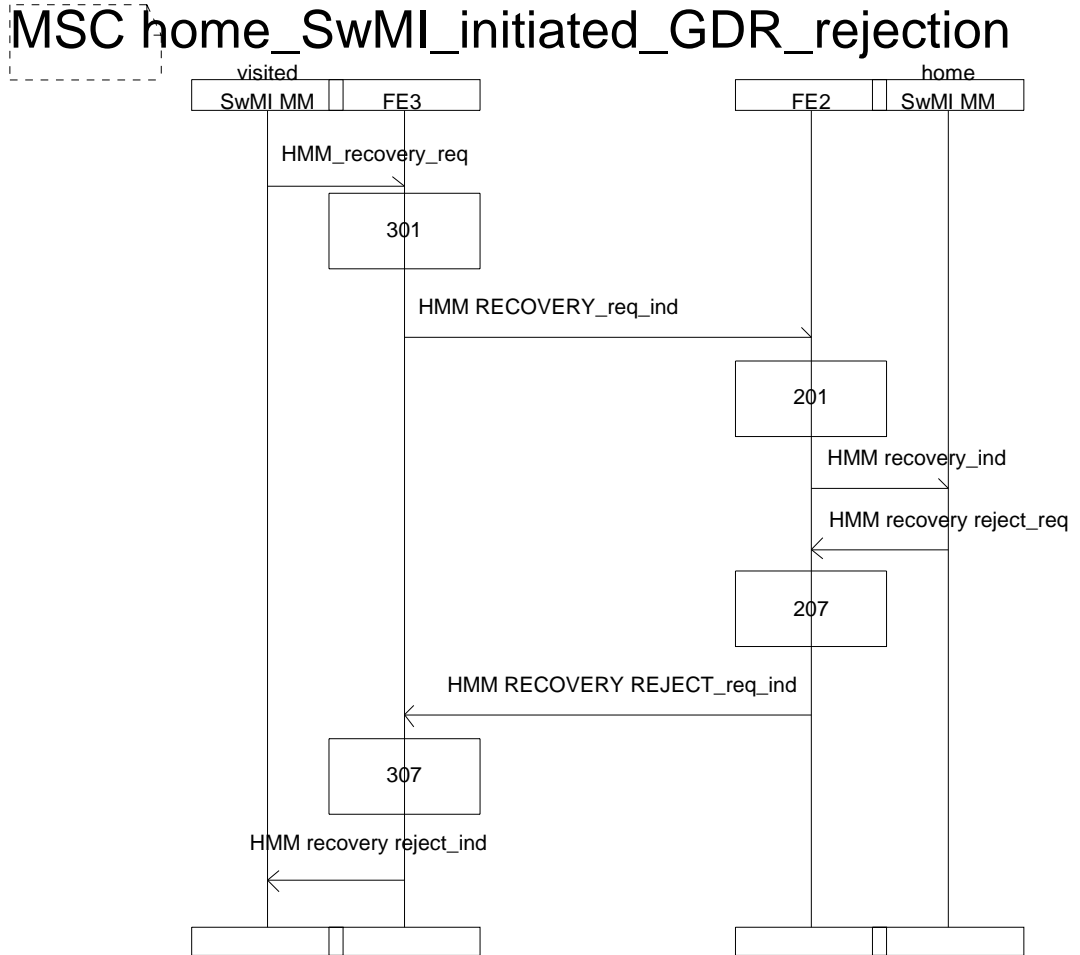 MSC home_SwMI_initiated_GDR_rejection
visited
SwMI MM
FE3
FE2
home
SwMI MM
HMM_recovery_req
301
HMM RECOVERY_req_ind
201
HMM recovery_ind
HMM recovery reject_req
207
HMM RECOVERY REJECT_req_ind
307
HMM recovery reject_ind